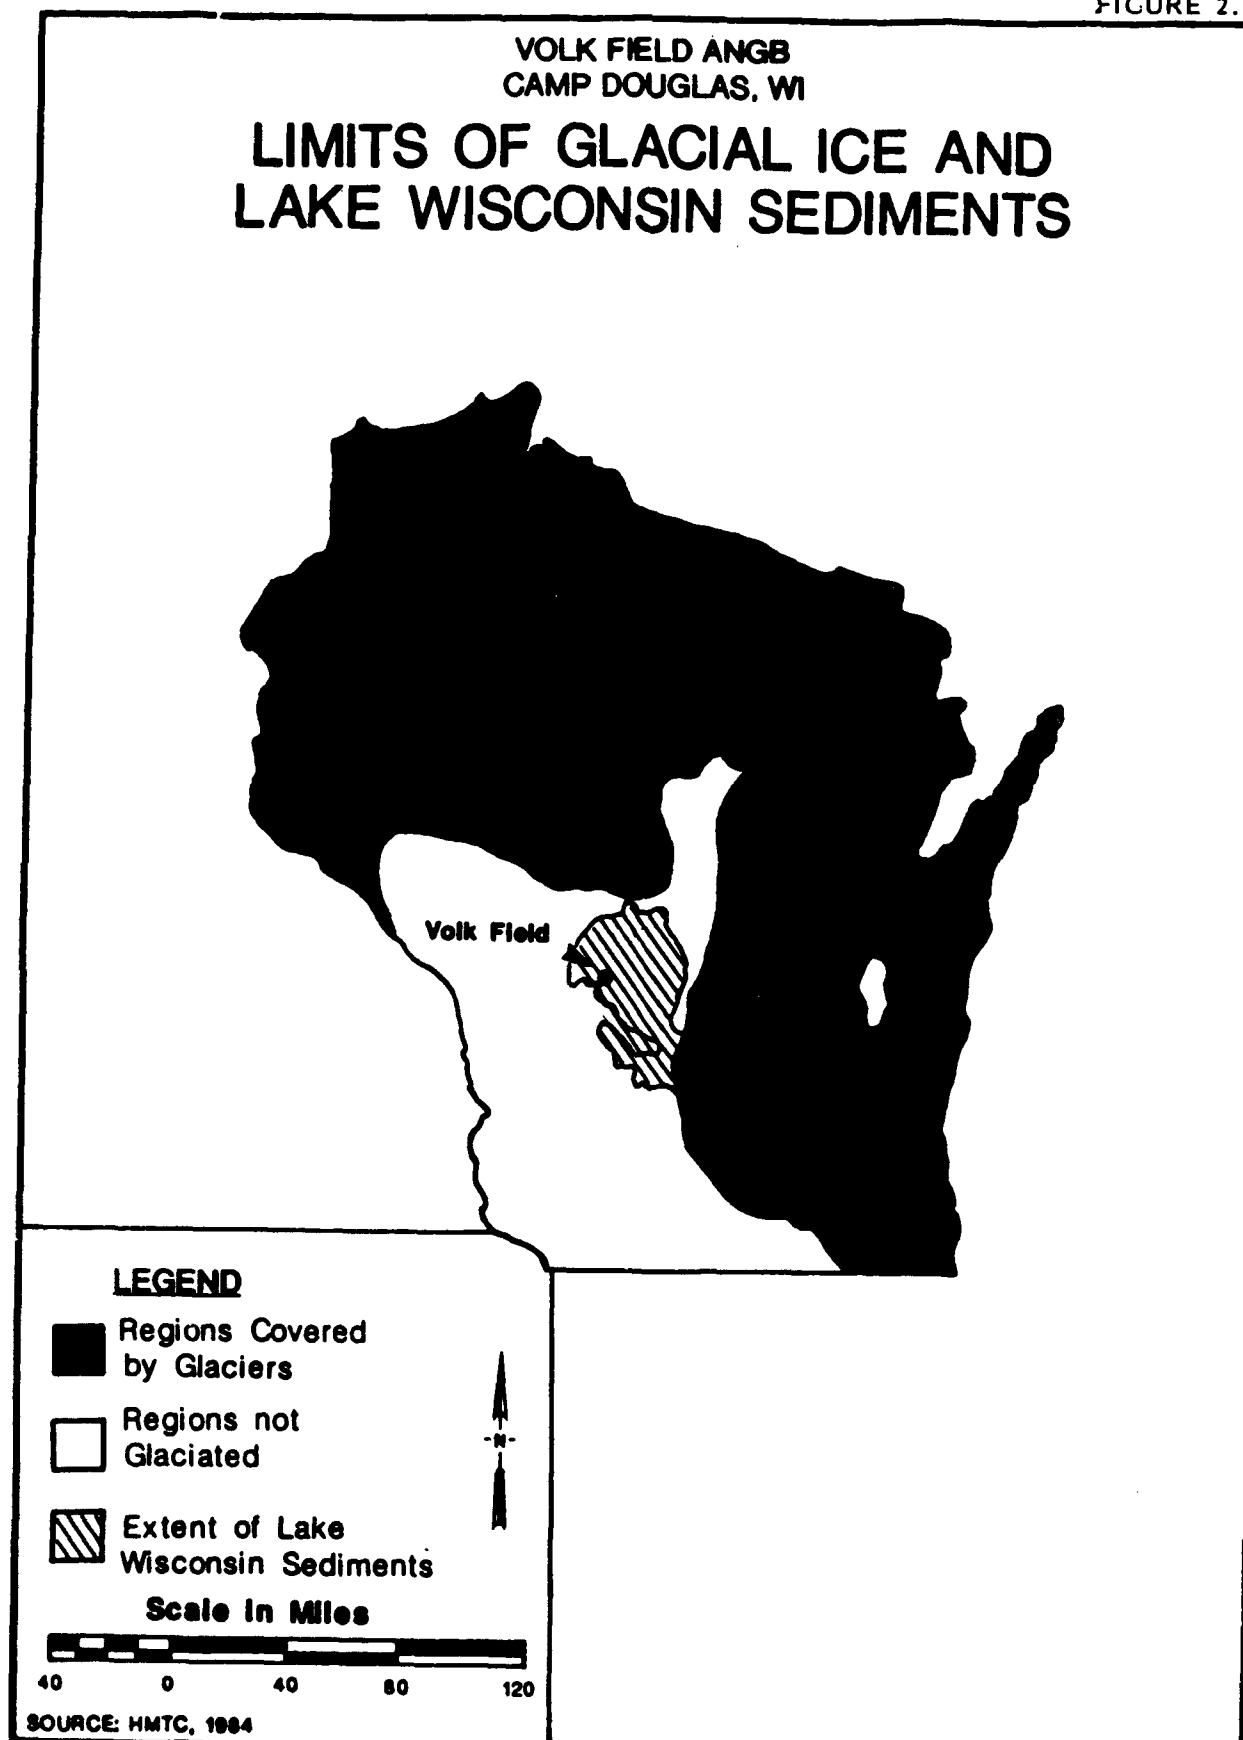 FIGURE 2.
VOLK FIELD ANGB
CAMP DOUGLAS, WI
LIMITS OF GLACIAL ICE AND
LAKE WISCONSIN SEDIMENTS
Volk Field
LEGEND
Regions Covered
by Glaciers
Regions not
Glaciated
-N-
Extent of Lake
Wisconsin Sediments
Scale in Miles
40 0 40 80 120
SOURCE: HMTC, 1984